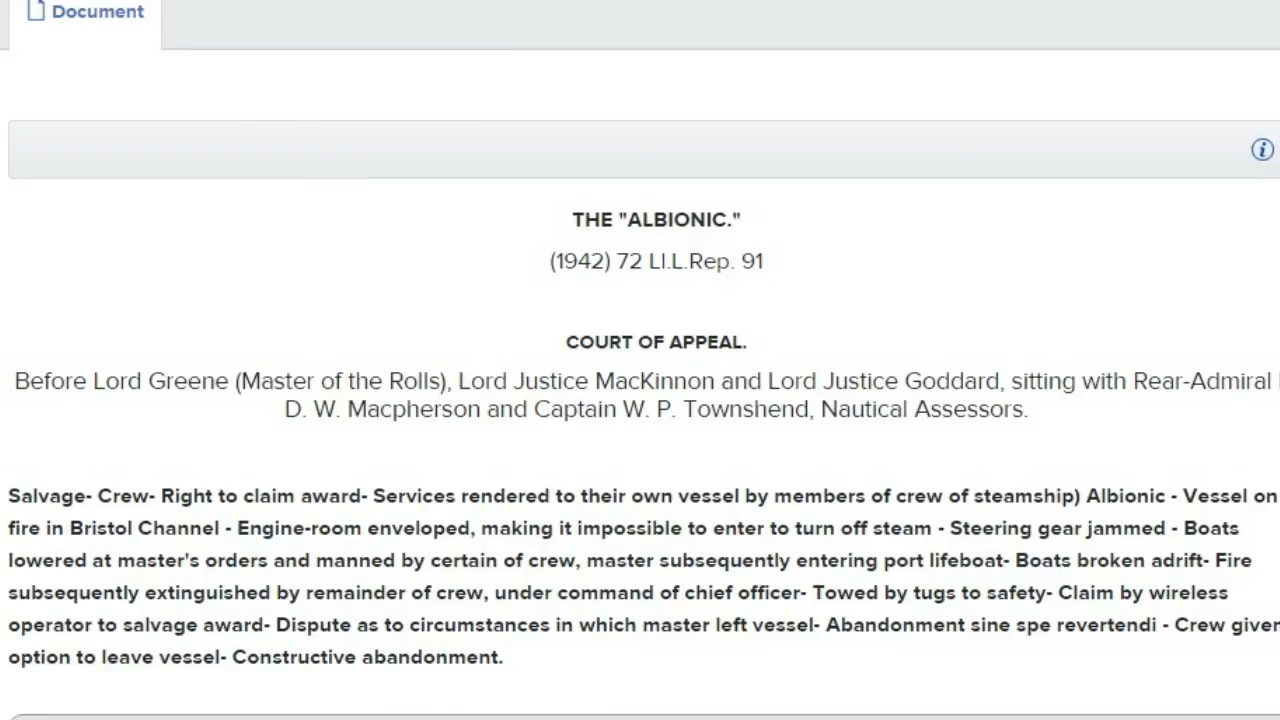 Document
THE "ALBIONIC."
(1942) 72 Ll.L.Rep. 91
COURT OF APPEAL.
Before Lord Greene (Master of the Rolls), Lord Justice MacKinnon and Lord Justice Goddard, sitting with Rear-Admiral
D. W. Macpherson and Captain W. P. Townshend, Nautical Assessors.
Salvage- Crew- Right to claim award- Services rendered to their own vessel by members of crew of steamship) Albionic - Vessel on
fire in Bristol Channel - Engine-room enveloped, making it impossible to enter to turn off steam - Steering gear jammed - Boats
lowered at master's orders and manned by certain of crew, master subsequently entering port lifeboat- Boats broken adrift- Fire
subsequently extinguished by remainder of crew, under command of chief officer- Towed by tugs to safety- Claim by wireless
operator to salvage award- Dispute as to circumstances in which master left vessel- Abandonment sine spe revertendi - Crew given
option to leave vessel- Constructive abandonment.